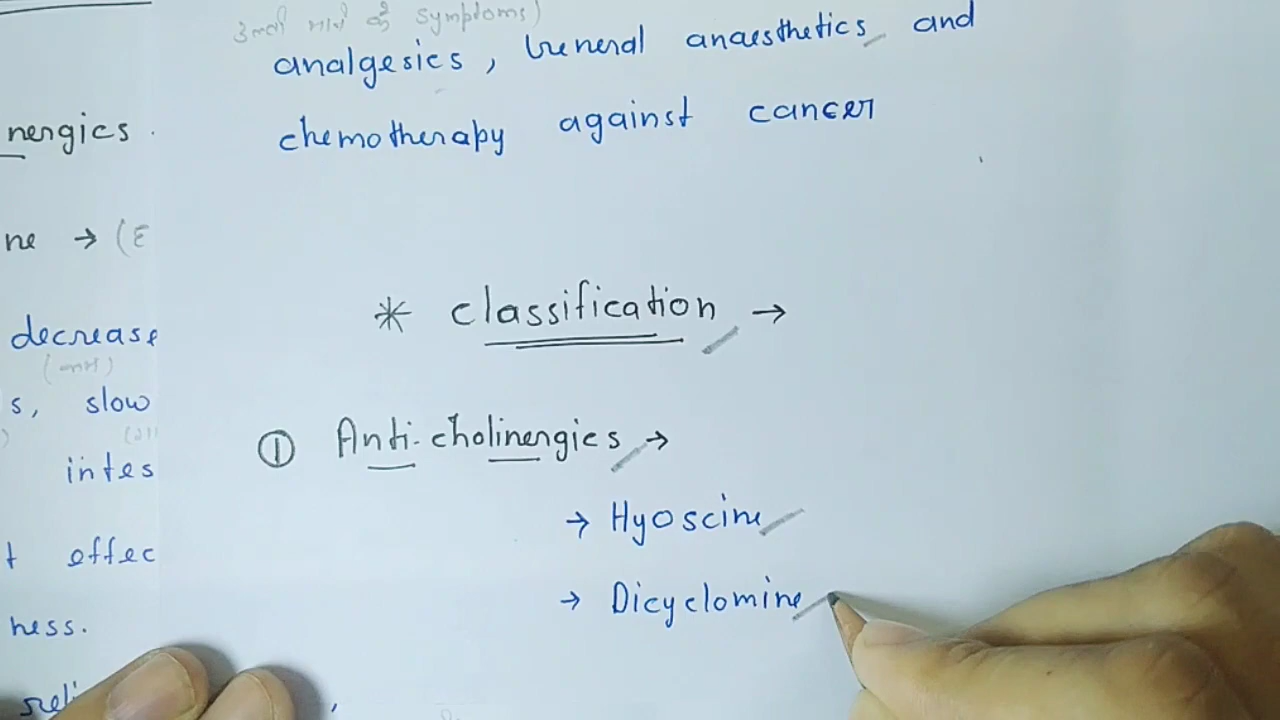 symptoms)
analgesics, General anaesthetics and
chemotherapy against cancer
* classification →
① Anti-cholinergics →
→ Hyoscine
→ Dicyclomine
nergics.
ne → (E
decrease
s, slow
intes
t effec
ness.